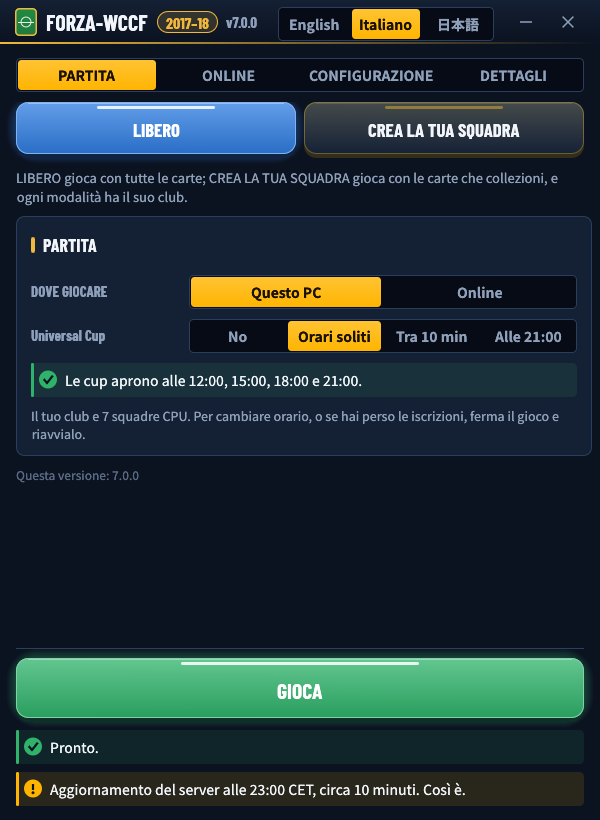 FORZA-WCCF 2017–18 v7.0.0 English Italiano 日本語
PARTITA ONLINE CONFIGURAZIONE DETTAGLI
LIBERO CREA LA TUA SQUADRA
LIBERO gioca con tutte le carte; CREA LA TUA SQUADRA gioca con le carte che collezioni, e
ogni modalità ha il suo club.
PARTITA
DOVE GIOCARE Questo PC Online
Universal Cup No Orari soliti Tra 10 min Alle 21:00
Le cup aprono alle 12:00, 15:00, 18:00 e 21:00.
Il tuo club e 7 squadre CPU. Per cambiare orario, o se hai perso le iscrizioni, ferma il gioco e
riavvialo.
Questa versione: 7.0.0
GIOCA
Pronto.
Aggiornamento del server alle 23:00 CET, circa 10 minuti. Così è.